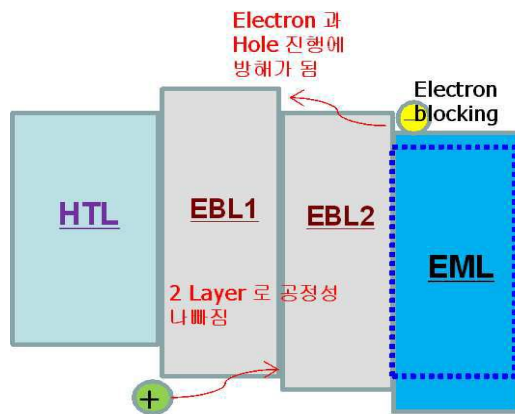 Electron 과
Hole 진행에
방해가 됨
Electron
blocking
HTL
EBL1
EBL2
EML
2 Layer 로 공정성
나빠짐
+
−